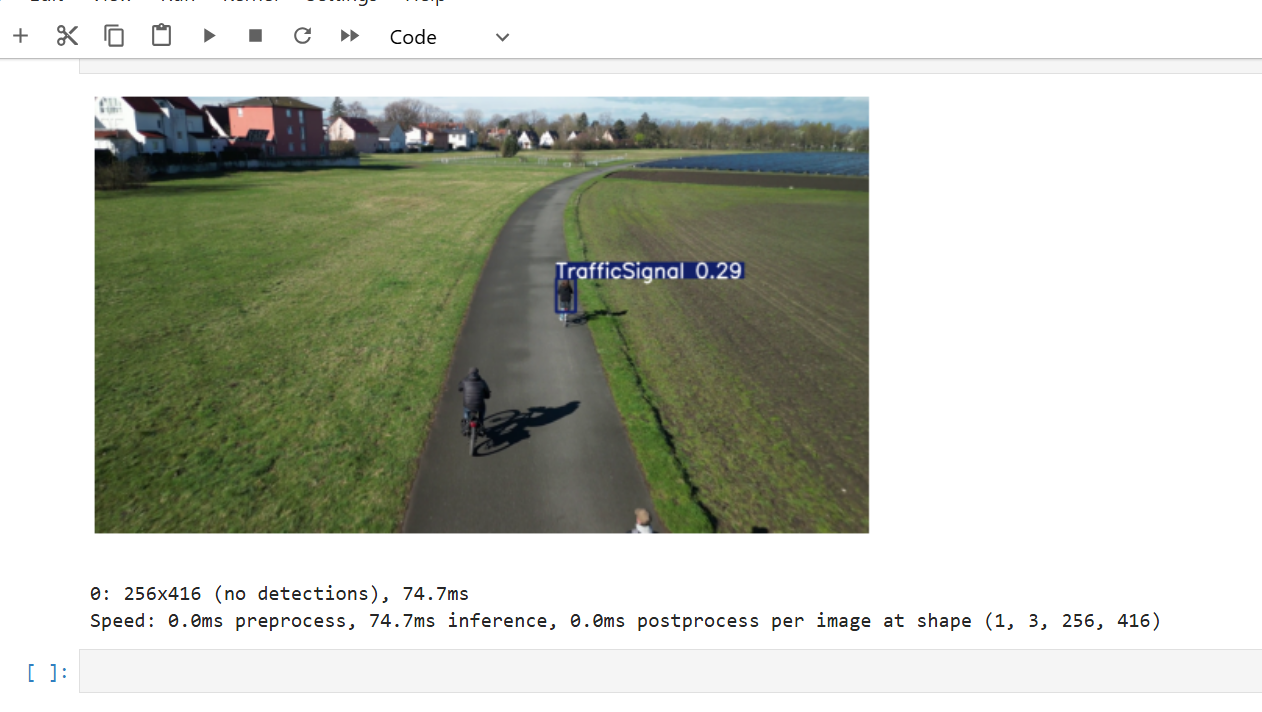 Code
TrafficSignal 0.29
0: 256x416 (no detections), 74.7ms
Speed: 0.0ms preprocess, 74.7ms inference, 0.0ms postprocess per image at shape (1, 3, 256, 416)
[ ]: